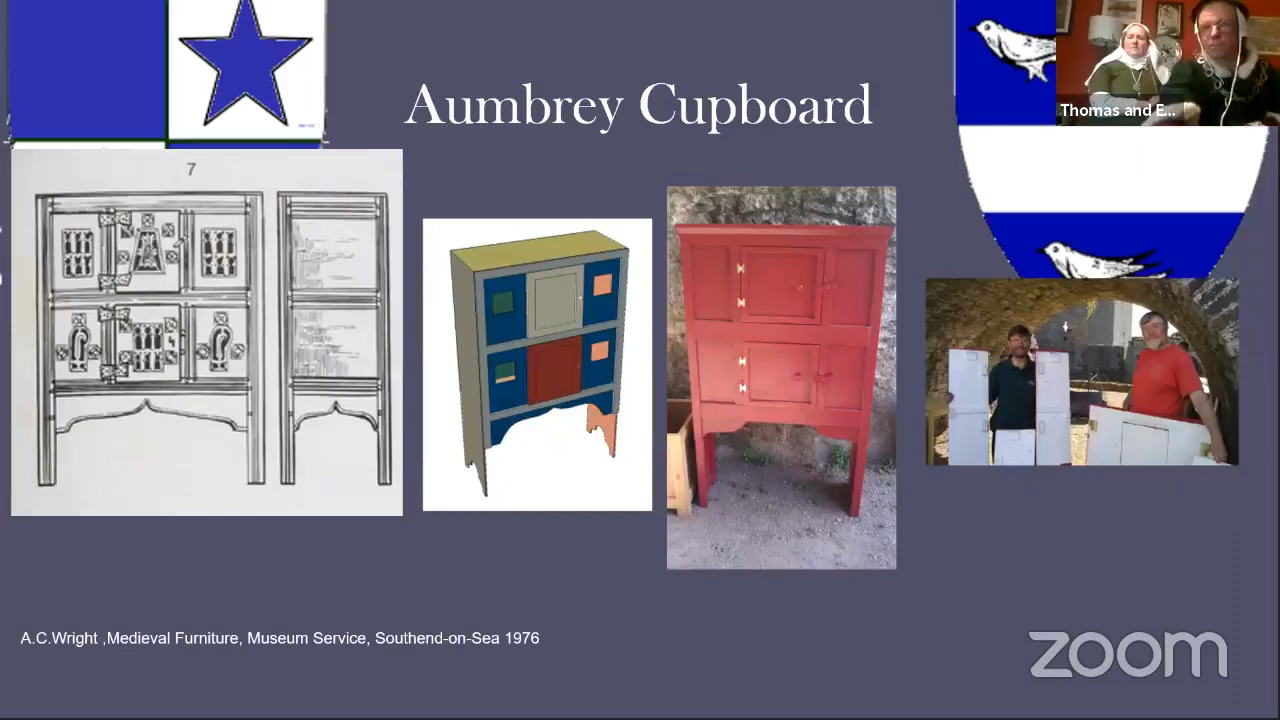 Aumbrey Cupboard
Thomas and E...
7
A.C.Wright ,Medieval Furniture, Museum Service, Southend-on-Sea 1976
zoom